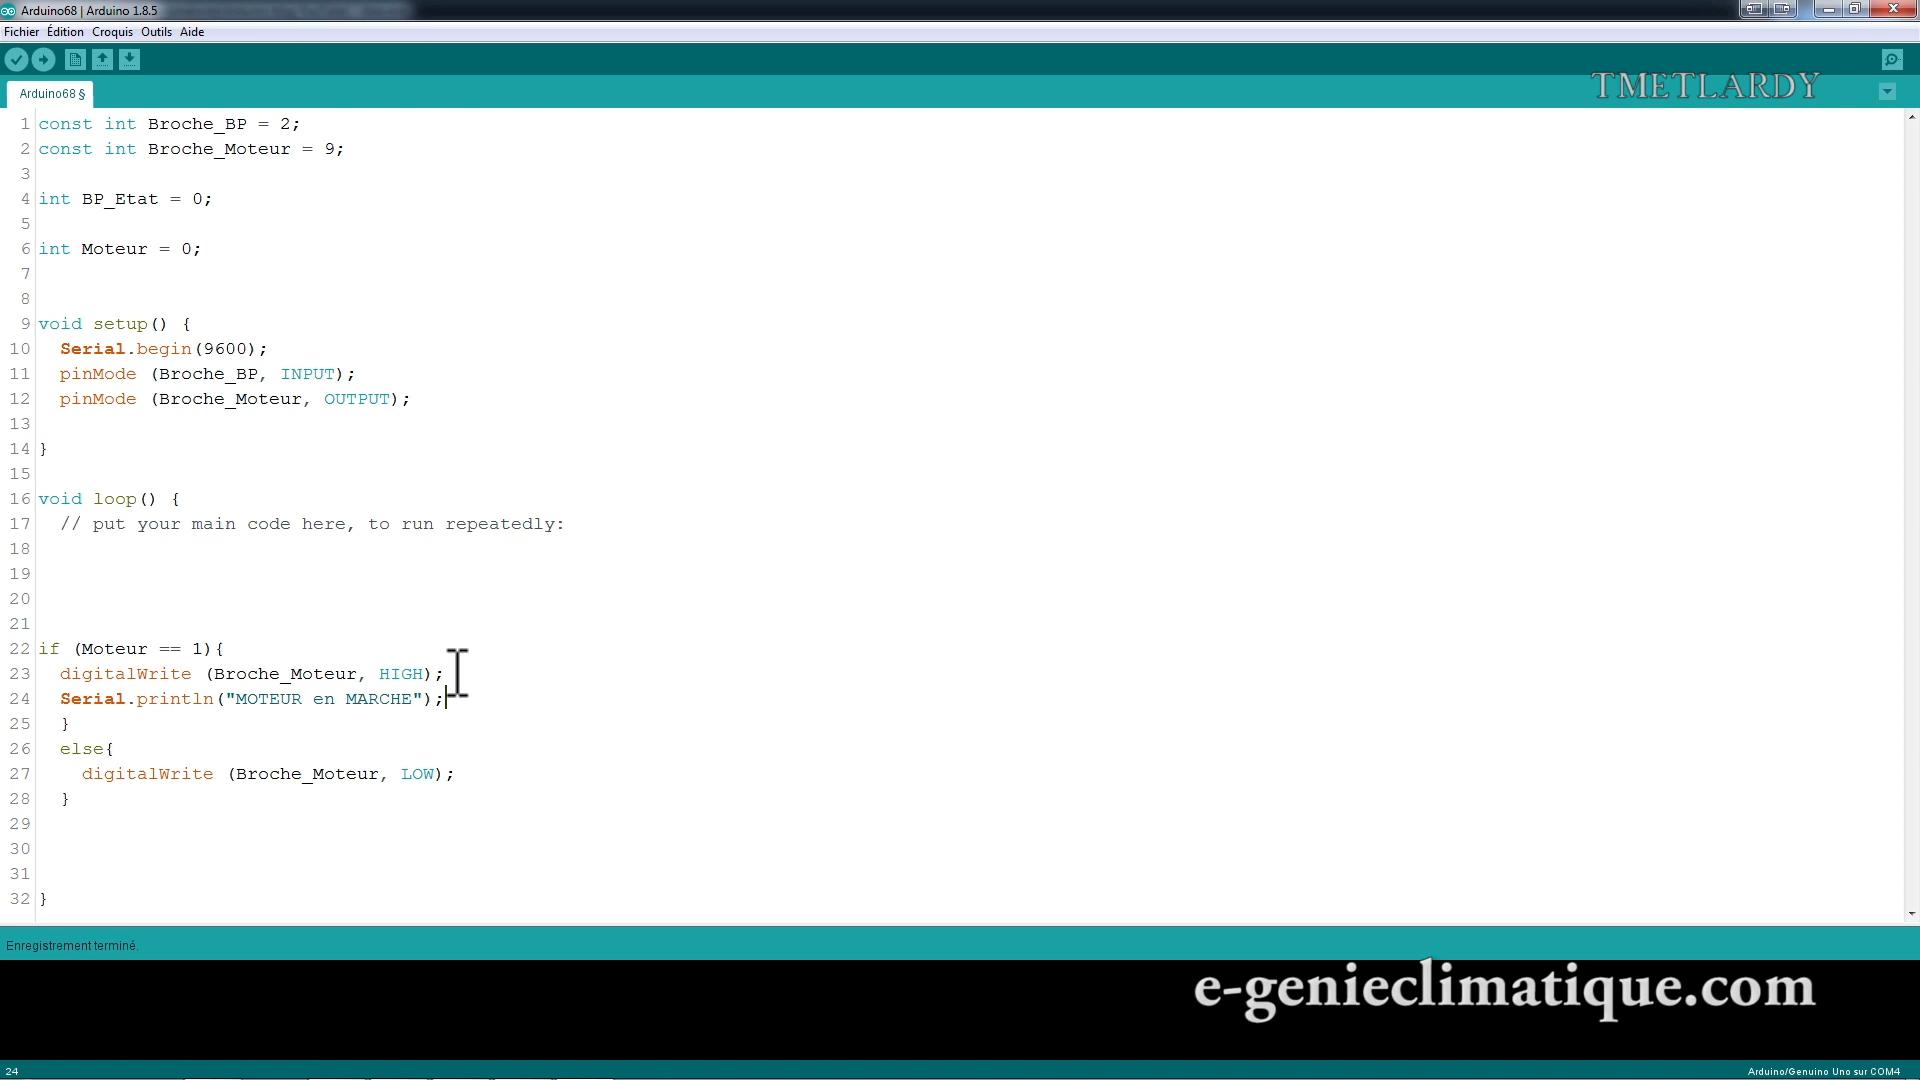 Arduino68 | Arduino 1.8.5
Fichier Édition Croquis Outils Aide
TMETLARDY
Arduino68 §
1 const int Broche_BP = 2;
2 const int Broche_Moteur = 9;
3
4 int BP_Etat = 0;
5
6 int Moteur = 0;
7
8
9 void setup() {
10 Serial.begin(9600);
11 pinMode (Broche_BP, INPUT);
12 pinMode (Broche_Moteur, OUTPUT);
13
14 }
15
16 void loop() {
17 // put your main code here, to run repeatedly:
18
19
20
21
22 if (Moteur == 1){
23 digitalWrite (Broche_Moteur, HIGH);
24 Serial.println("MOTEUR en MARCHE");
25 }
26 else{
27 digitalWrite (Broche_Moteur, LOW);
28 }
29
30
31
32 }
Enregistrement terminé.
e-genieclimatique.com
24
Arduino/Genuino Uno sur COM4